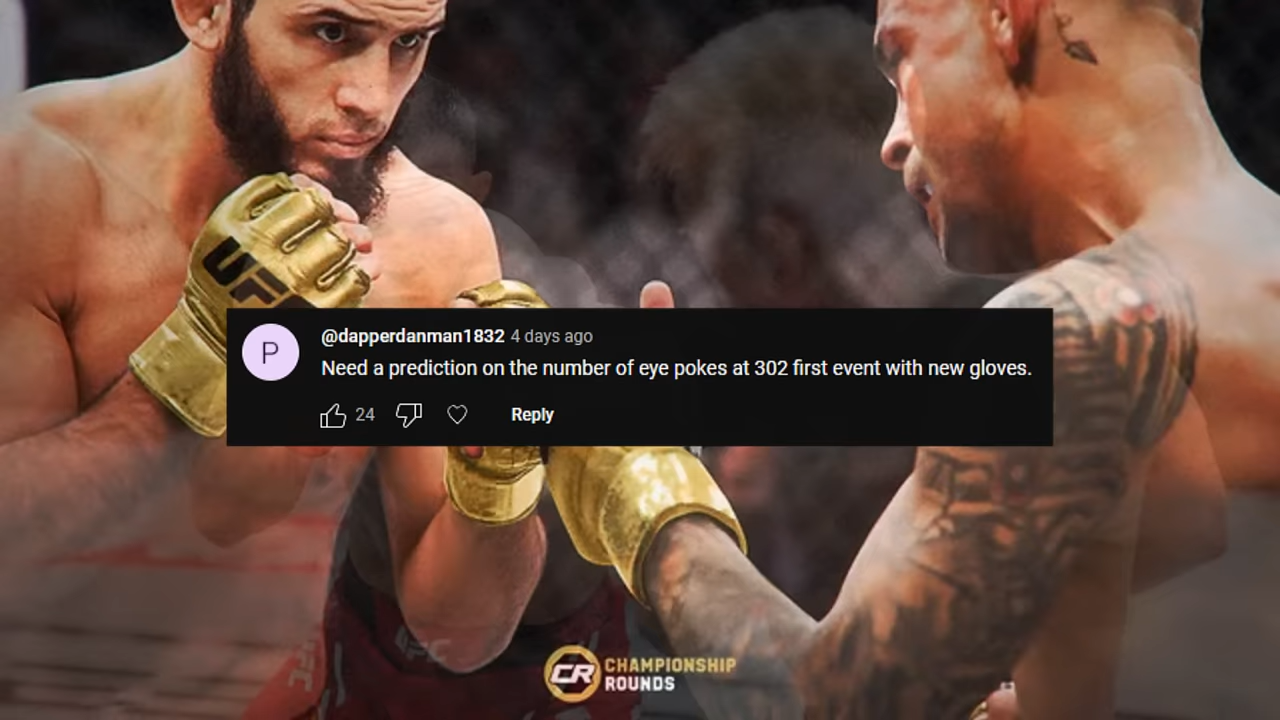 UFC
@dapperdanman1832 4 days ago
Need a prediction on the number of eye pokes at 302 first event with new gloves.
P
24
Reply
UFC
CR CHAMPIONSHIP
ROUNDS